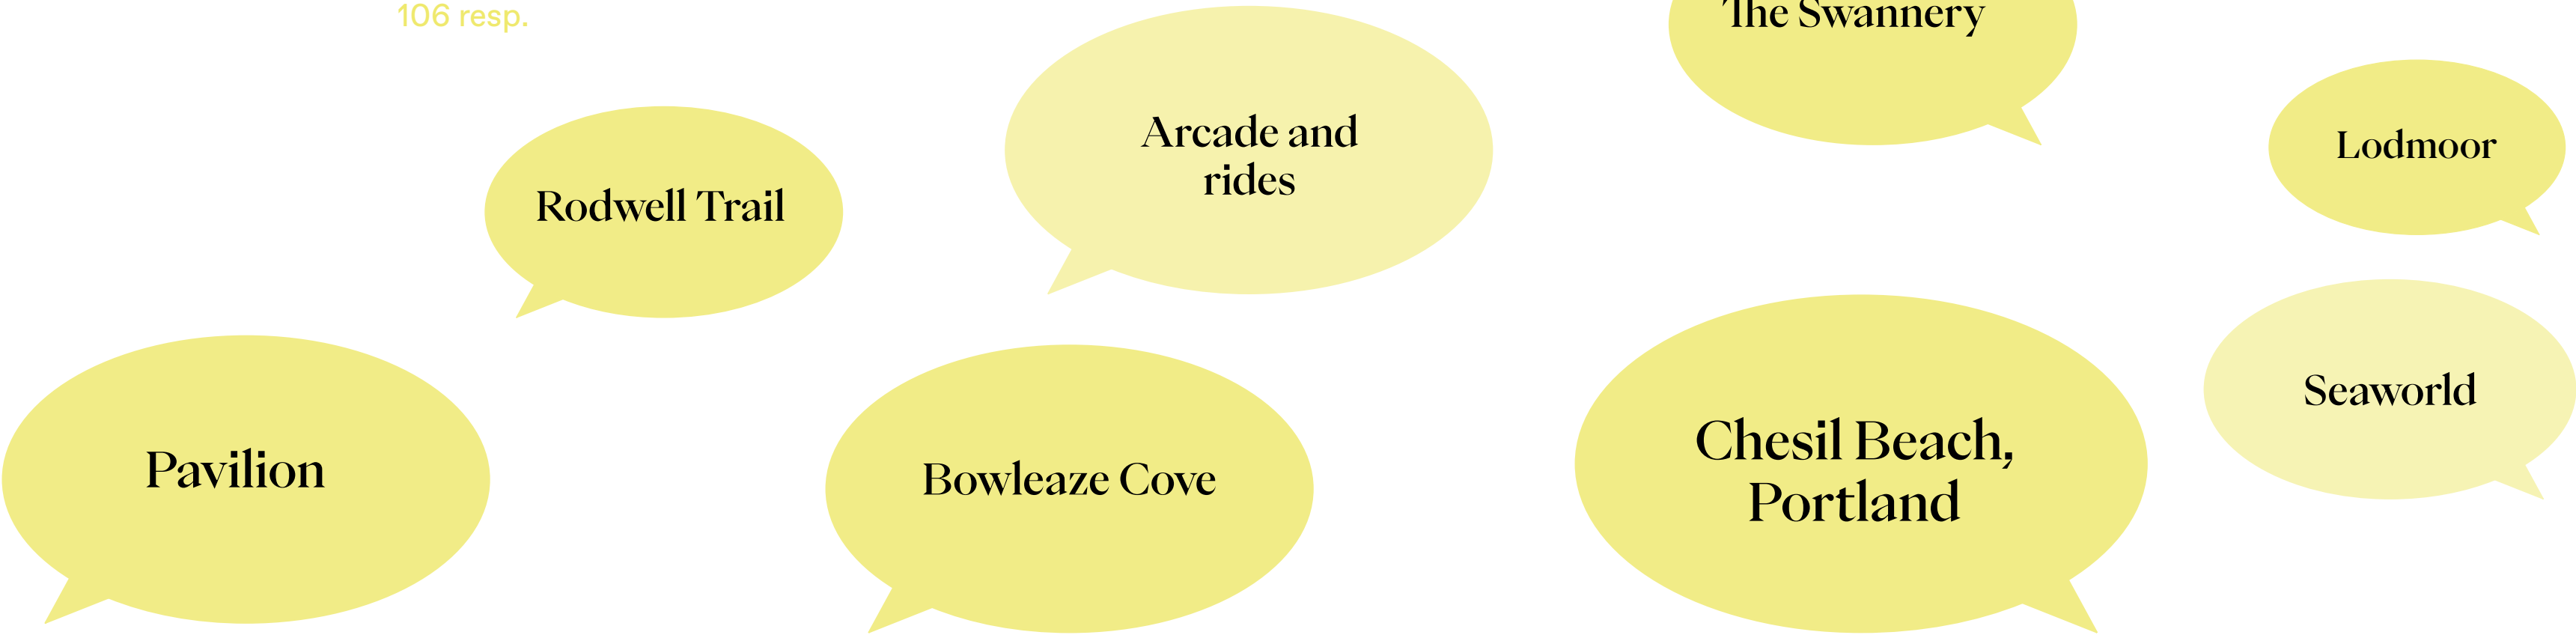 106 resp.
The Swannery
Arcade and
rides
Lodmoor
Rodwell Trail
Seaworld
Chesil Beach,
Portland
Pavilion
Bowleaze Cove